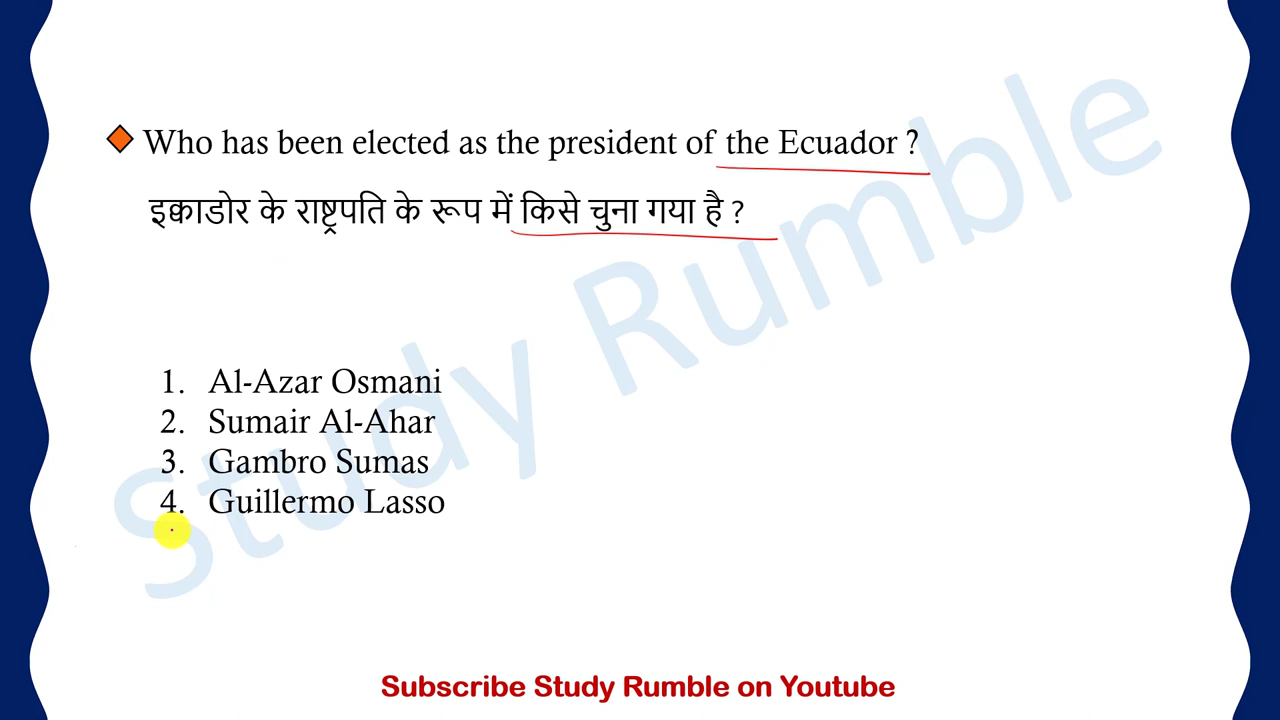 Who has been elected as the president of the Ecuador ?
इक्वाडोर के राष्ट्रपति के रूप में किसे चुना गया है ?
1. Al-Azar Osmani
2. Sumair Al-Ahar
3. Gambro Sumas
4. Guillermo Lasso
Study Rumble
Subscribe Study Rumble on Youtube